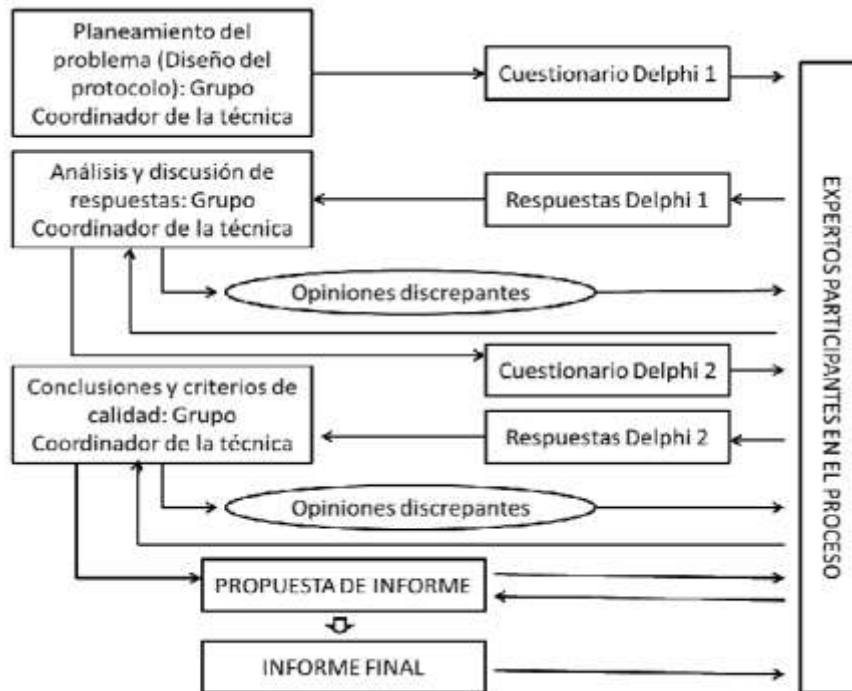 Planeamiento del
problema (Diseño del
protocolo): Grupo
Coordinador de la técnica
Cuestionario Delphi 1
Análisis y discusión de
respuestas: Grupo
Coordinador de la técnica
Respuestas Delphi 1
Opiniones discrepantes
Cuestionario Delphi 2
Conclusiones y criterios de
calidad: Grupo
Coordinador de la técnica
Respuestas Delphi 2
Opiniones discrepantes
PROPUESTA DE INFORME
INFORME FINAL
EXPERTOS PARTICIPANTES EN EL PROCESO